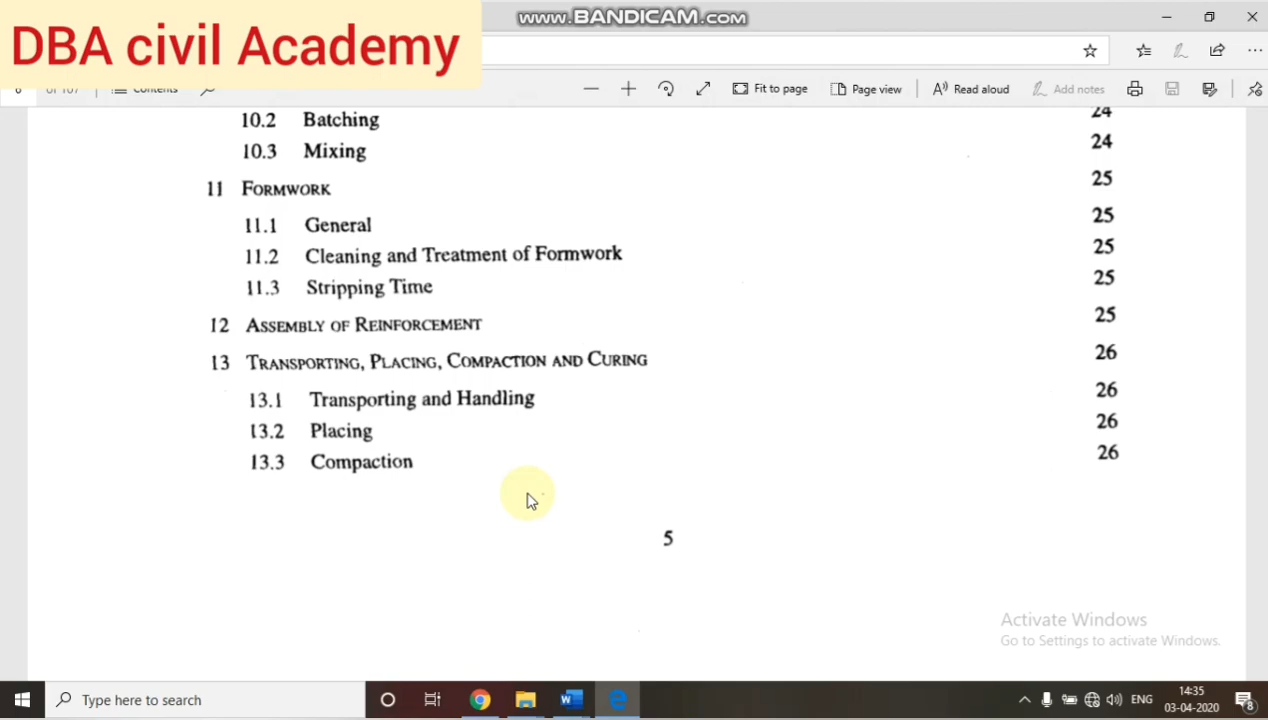 www.BANDICAM.com
DBA civil Academy
of 107
Contents
Fit to page
Page view
Read aloud
Add notes
24
10.2 Batching 24
10.3 Mixing 24
11 FORMWORK 25
11.1 General 25
11.2 Cleaning and Treatment of Formwork 25
11.3 Stripping Time 25
12 ASSEMBLY OF REINFORCEMENT 25
13 TRANSPORTING, PLACING, COMPACTION AND CURING 26
13.1 Transporting and Handling 26
13.2 Placing 26
13.3 Compaction 26
5
Activate Windows
Go to Settings to activate Windows.
Type here to search
ENG
14:35
03-04-2020
8